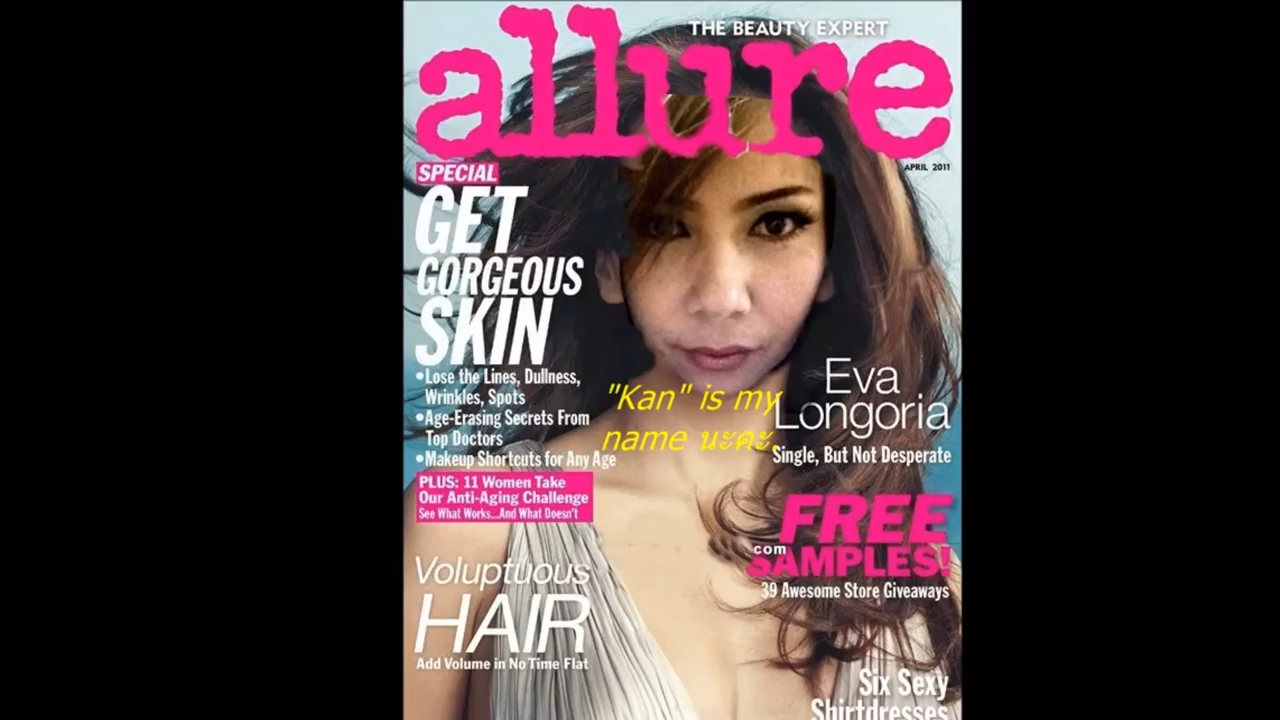 THE BEAUTY EXPERT
allure
APRIL 2011
SPECIAL
GET
GORGEOUS
SKIN
•Lose the Lines, Dullness,
Wrinkles, Spots
•Age-Erasing Secrets From
Top Doctors
•Makeup Shortcuts for Any Age
PLUS: 11 Women Take
Our Anti-Aging Challenge
See What Works...And What Doesn't
Voluptuous
HAIR
Add Volume in No Time Flat
"Kan" is my
name นะคะ.
Eva
Longoria
Single, But Not Desperate
FREE
com
SAMPLES!
39 Awesome Store Giveaways
Six Sexy
Shirtdresses